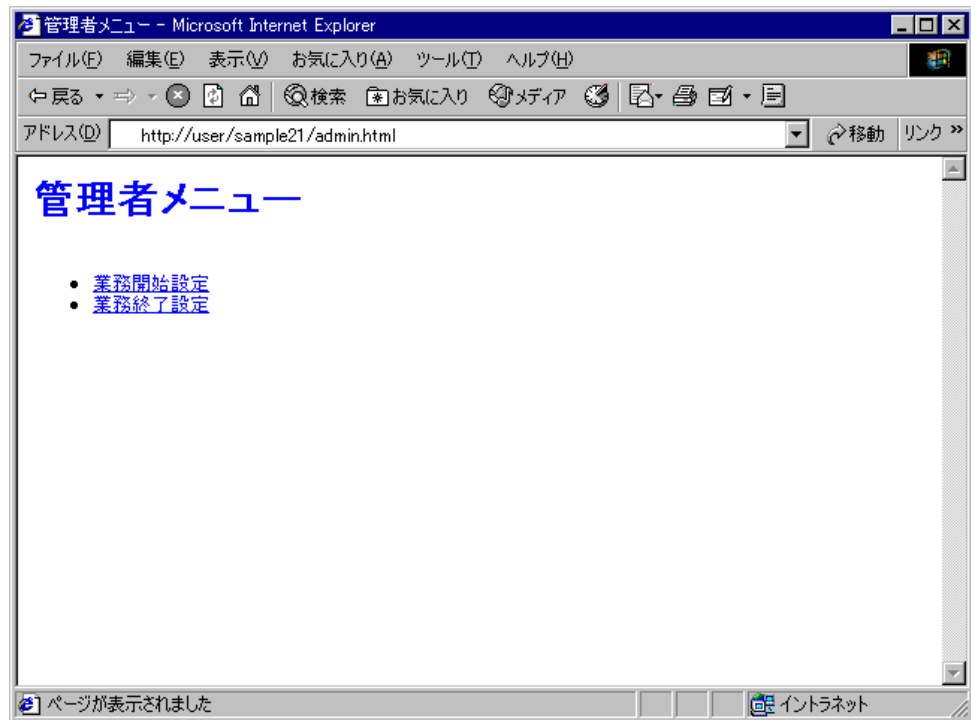 管理者メニュー - Microsoft Internet Explorer
ファイル(F) 編集(E) 表示(V) お気に入り(A) ツール(T) ヘルプ(H)
戻る 検索 お気に入り メディア
アドレス(D) http://user/sample21/admin.html 移動 リンク »
管理者メニュー
• 業務開始設定
• 業務終了設定
ページが表示されました イントラネット